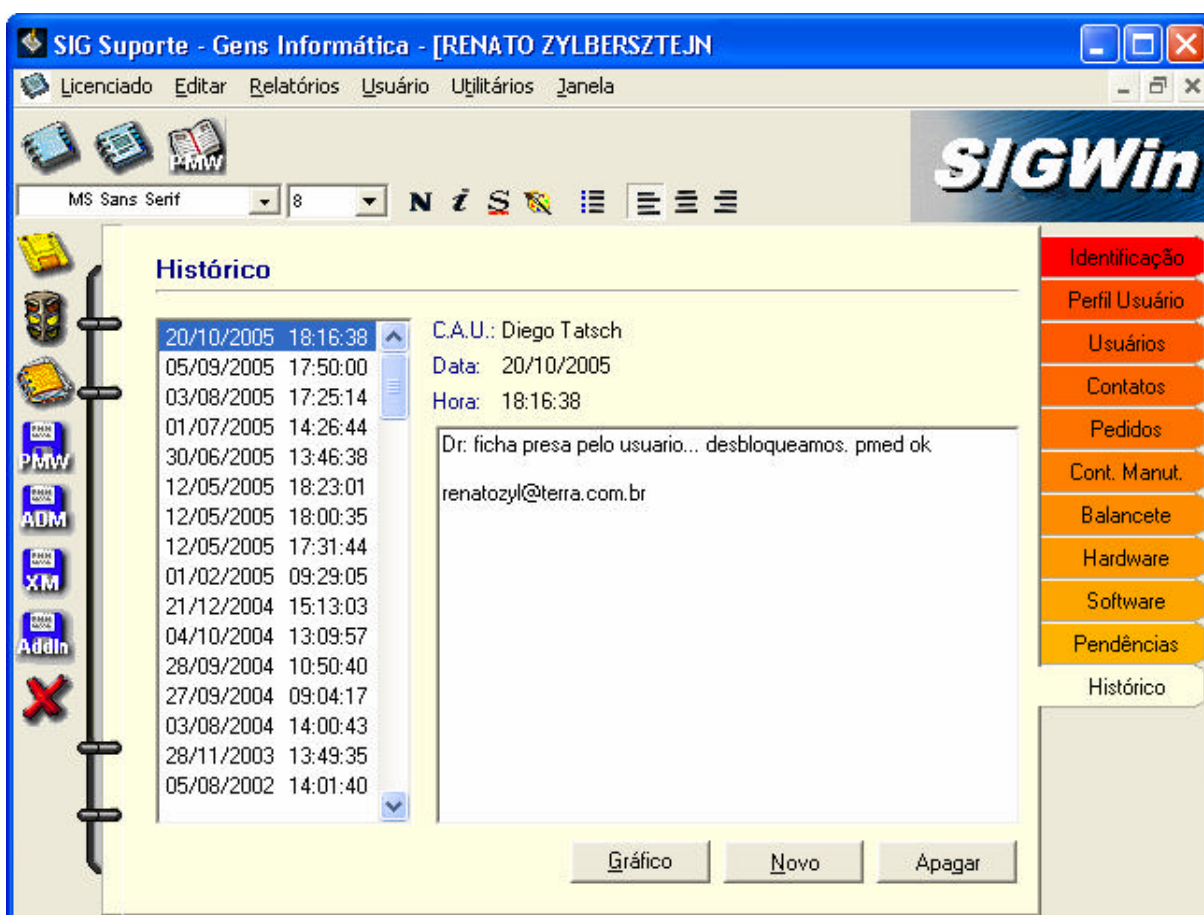 SIG Suporte - Gens Informática - [RENATO ZYLBERSZTEJN
Licenciado Editar Relatórios Usuário Utilitários Janela
PMW
SIGWin
MS Sans Serif 8 N i S
Histórico
20/10/2005 18:16:38
05/09/2005 17:50:00
03/08/2005 17:25:14
01/07/2005 14:26:44
30/06/2005 13:46:38
12/05/2005 18:23:01
12/05/2005 18:00:35
12/05/2005 17:31:44
01/02/2005 09:29:05
21/12/2004 15:13:03
04/10/2004 13:09:57
28/09/2004 10:50:40
27/09/2004 09:04:17
03/08/2004 14:00:43
28/11/2003 13:49:35
05/08/2002 14:01:40
C.A.U.: Diego Tatsch
Data: 20/10/2005
Hora: 18:16:38
Dr: ficha presa pelo usuario... desbloqueamos. pmed ok
renatozyl@terra.com.br
Gráfico Novo Apagar
PMW
ADM
XM
AddIn
Identificação
Perfil Usuário
Usuários
Contatos
Pedidos
Cont. Manut.
Balancete
Hardware
Software
Pendências
Histórico